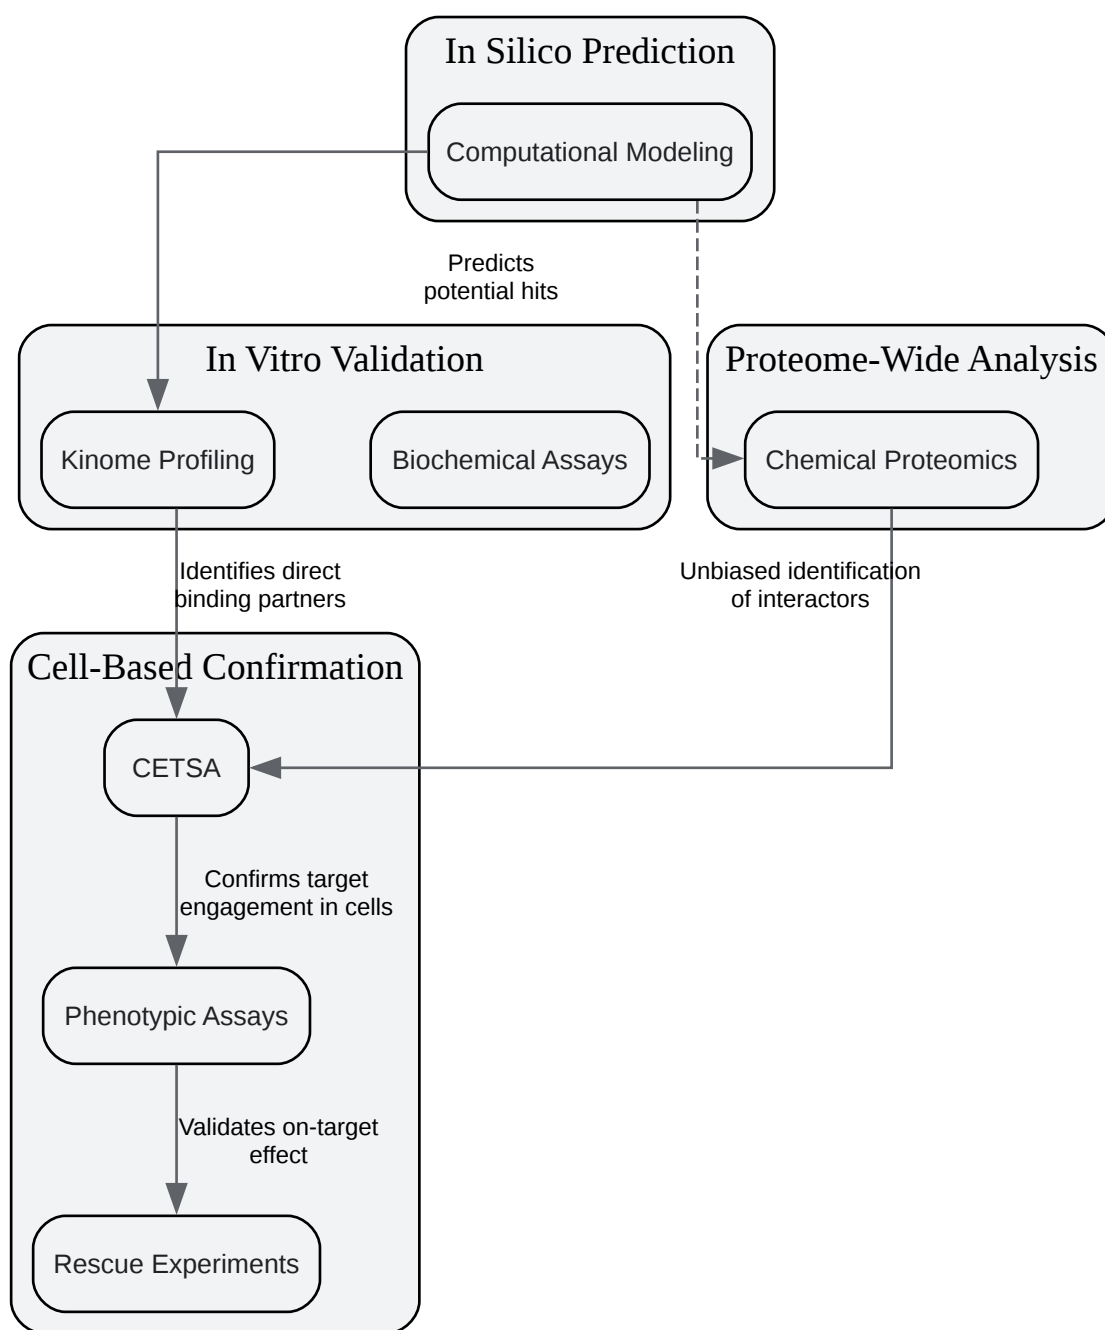 In Silico Prediction
Computational Modeling
Predicts
potential hits
In Vitro Validation
Proteome-Wide Analysis
Kinome Profiling
Biochemical Assays
Chemical Proteomics
Identifies direct
binding partners
Unbiased identification
of interactors
Cell-Based Confirmation
CETSA
Confirms target
engagement in cells
Phenotypic Assays
Validates on-target
effect
Rescue Experiments